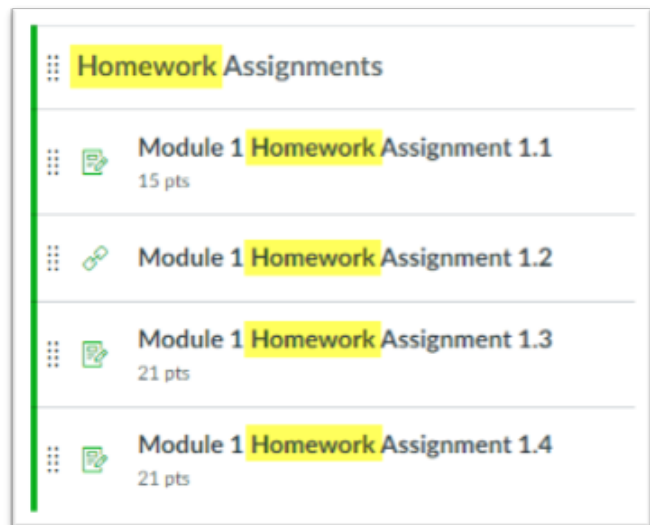 Homework Assignments
Module 1 Homework Assignment 1.1
15 pts
Module 1 Homework Assignment 1.2
Module 1 Homework Assignment 1.3
21 pts
Module 1 Homework Assignment 1.4
21 pts